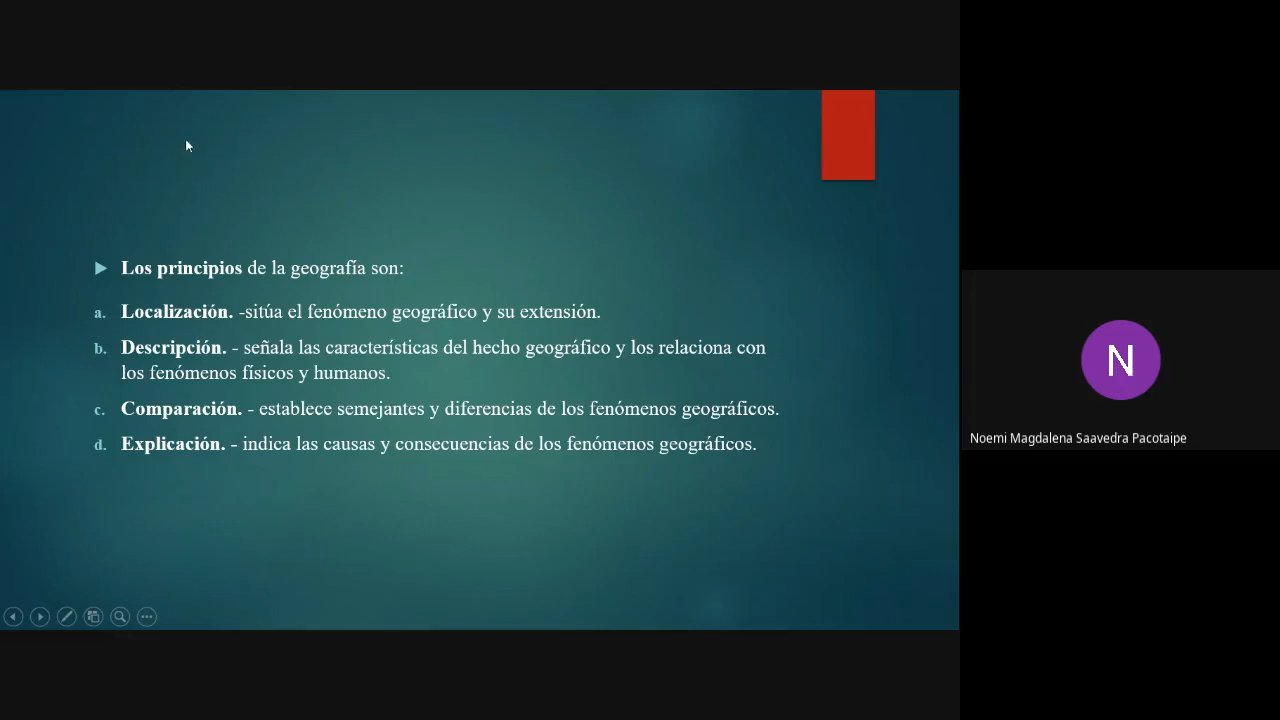 Los principios de la geografía son:
a. Localización. -sitúa el fenómeno geográfico y su extensión.
b. Descripción. - señala las características del hecho geográfico y los relaciona con
los fenómenos físicos y humanos.
c. Comparación. - establece semejantes y diferencias de los fenómenos geográficos.
d. Explicación. - indica las causas y consecuencias de los fenómenos geográficos.
N
Noemi Magdalena Saavedra Pacotaipe